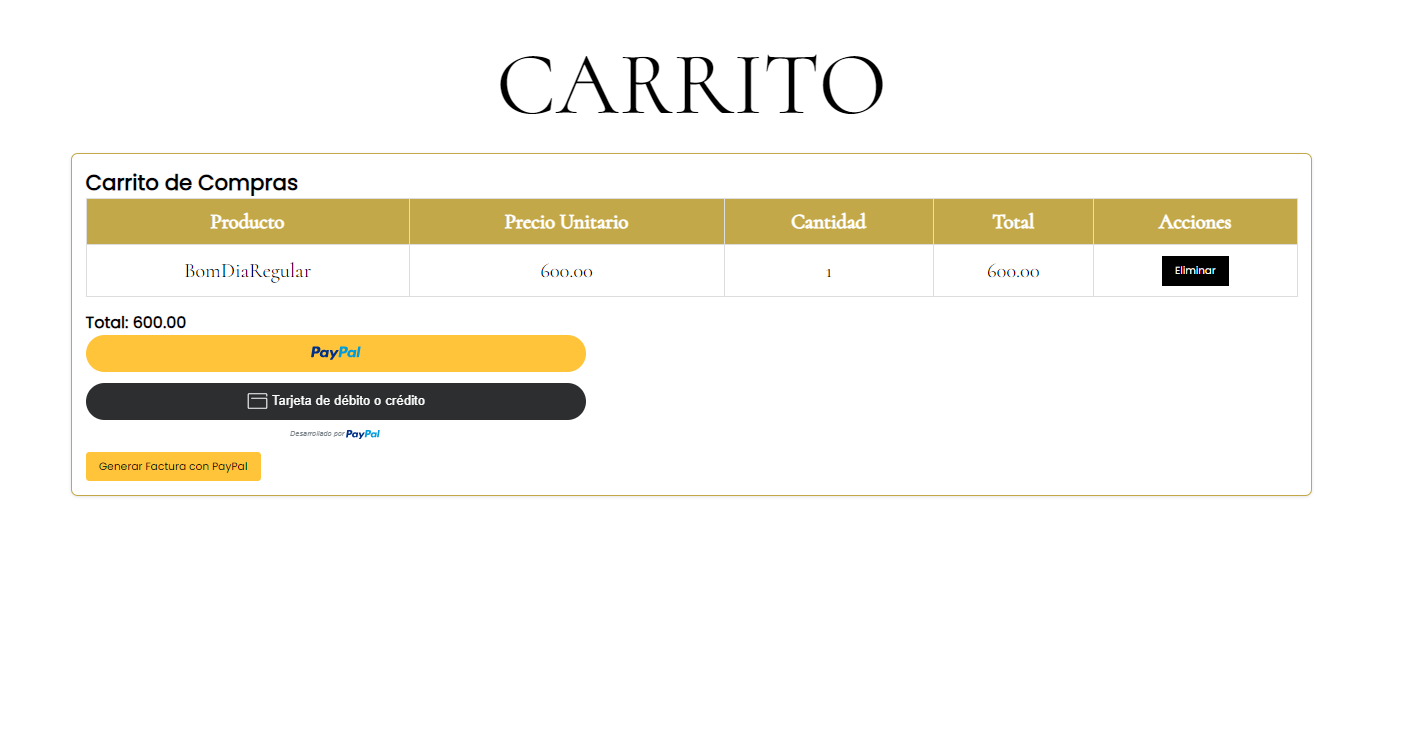 CARRITO
Carrito de Compras
Producto Precio Unitario Cantidad Total Acciones
BomDiaRegular 600.00 1 600.00 Eliminar
Total: 600.00
PayPal
Tarjeta de débito o crédito
Desarrollado por PayPal
Generar Factura con PayPal